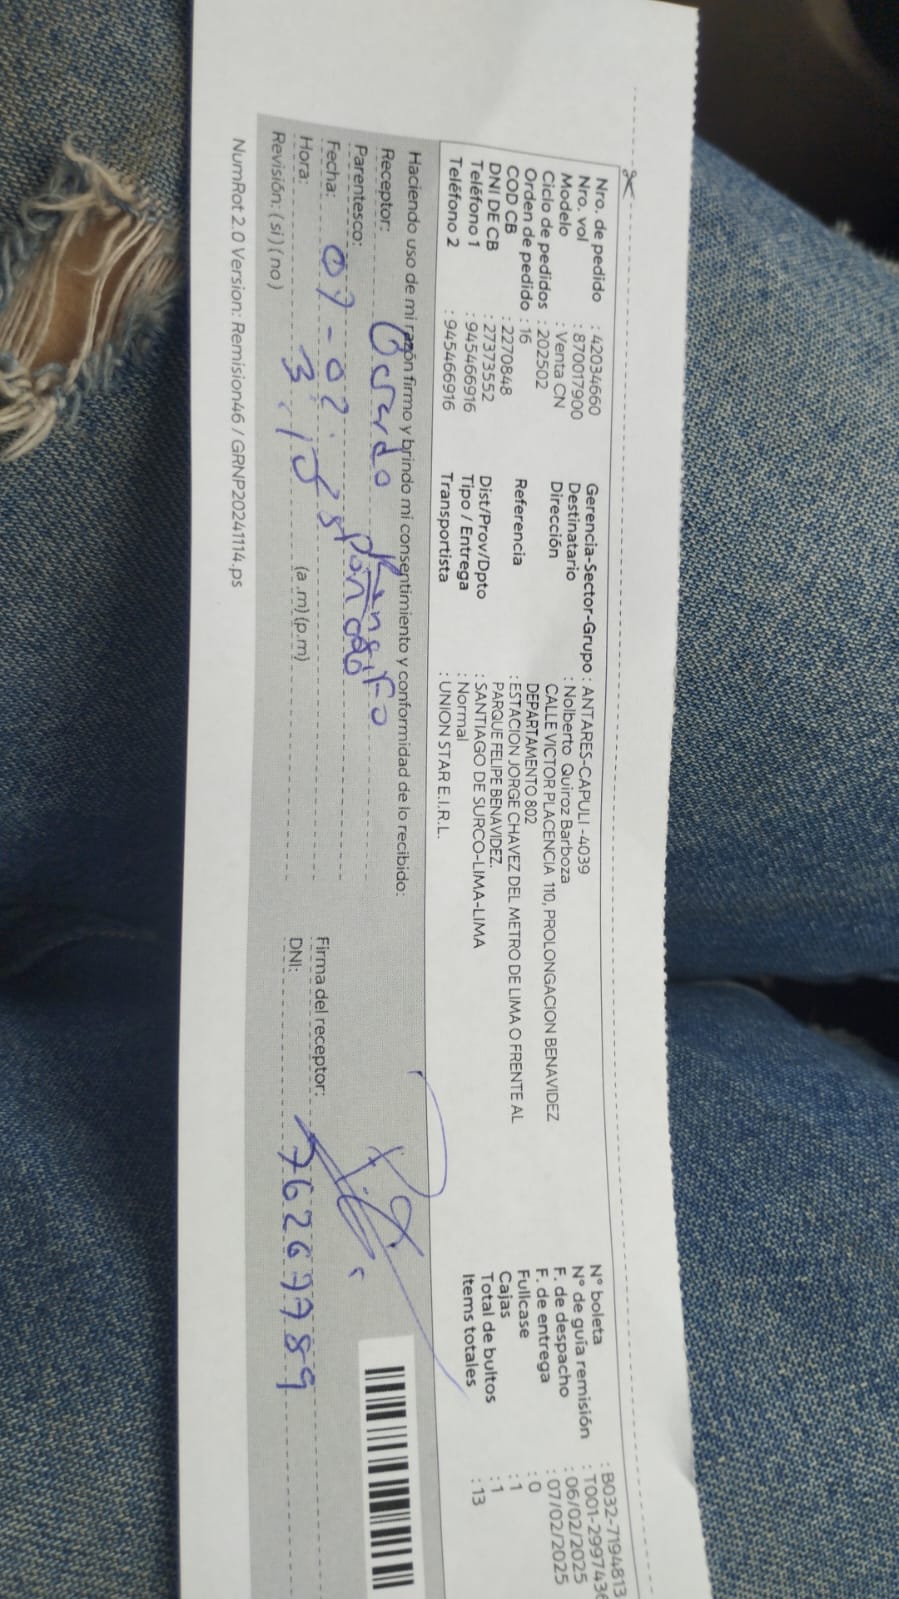 Nro. de pedido : 42034660
Nro. vol : 870017900
Modelo : Venta CN
Ciclo de pedidos : 202502
Orden de pedido : 16
COD CB : 2270848
DNI DE CB : 27373552
Teléfono 1 : 945466916
Teléfono 2 : 945466916
Gerencia-Sector-Grupo : ANTARES-CAPULI -4039
Destinatario : Nolberto Quiroz Barboza
Dirección CALLE VICTOR PLACENCIA 110, PROLONGACION BENAVIDEZ
DEPARTAMENTO 802
Referencia : ESTACION JORGE CHAVEZ DEL METRO DE LIMA O FRENTE AL
PARQUE FELIPE BENAVIDEZ.
Dist/Prov/Dpto : SANTIAGO DE SURCO-LIMA-LIMA
Tipo / Entrega : Normal
Transportista : UNION STAR E.I.R.L.
N° boleta : B032-7194813
N° de guía remisión : T001-2997436
F. de despacho : 06/02/2025
F. de entrega : 07/02/2025
Fullcase : 0
Cajas : 1
Total de bultos : 1
Items totales : 13
Haciendo uso de mi razón firmo y brindo mi consentimiento y conformidad de lo recibido:
Receptor:
Parentesco:
Fecha: 07-02-25
Hora: 3:15 (a.m)(p.m)
Revisión: (si)(no)
Firma del receptor:
DNI: 76267789
NumRot 2.0 Version: Remision46 / GRNP20241114.ps